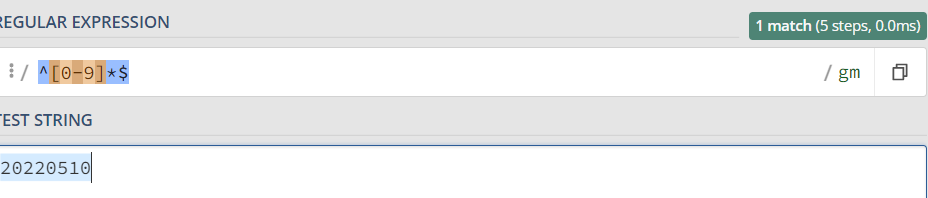 REGULAR EXPRESSION
1 match (5 steps, 0.0ms)
/ ^[0-9]*$ / gm
TEST STRING
20220510